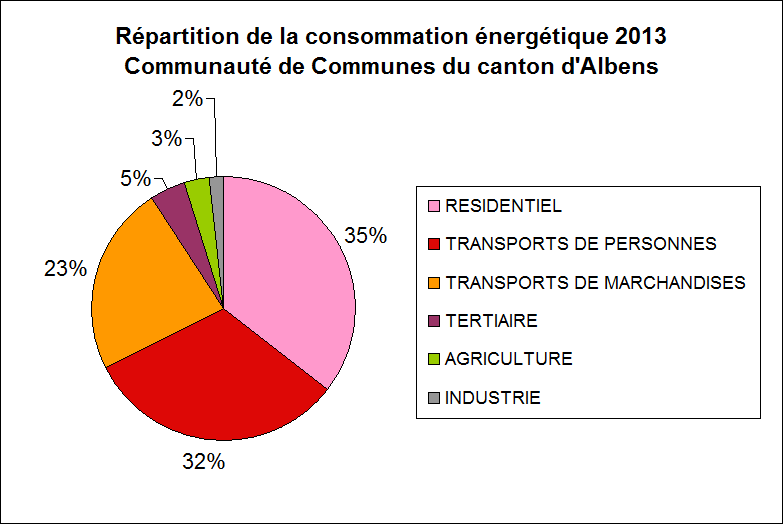 Répartition de la consommation énergétique 2013
Communauté de Communes du canton d'Albens
2%
3%
5%
35%
23%
32%
RESIDENTIEL
TRANSPORTS DE PERSONNES
TRANSPORTS DE MARCHANDISES
TERTIAIRE
AGRICULTURE
INDUSTRIE